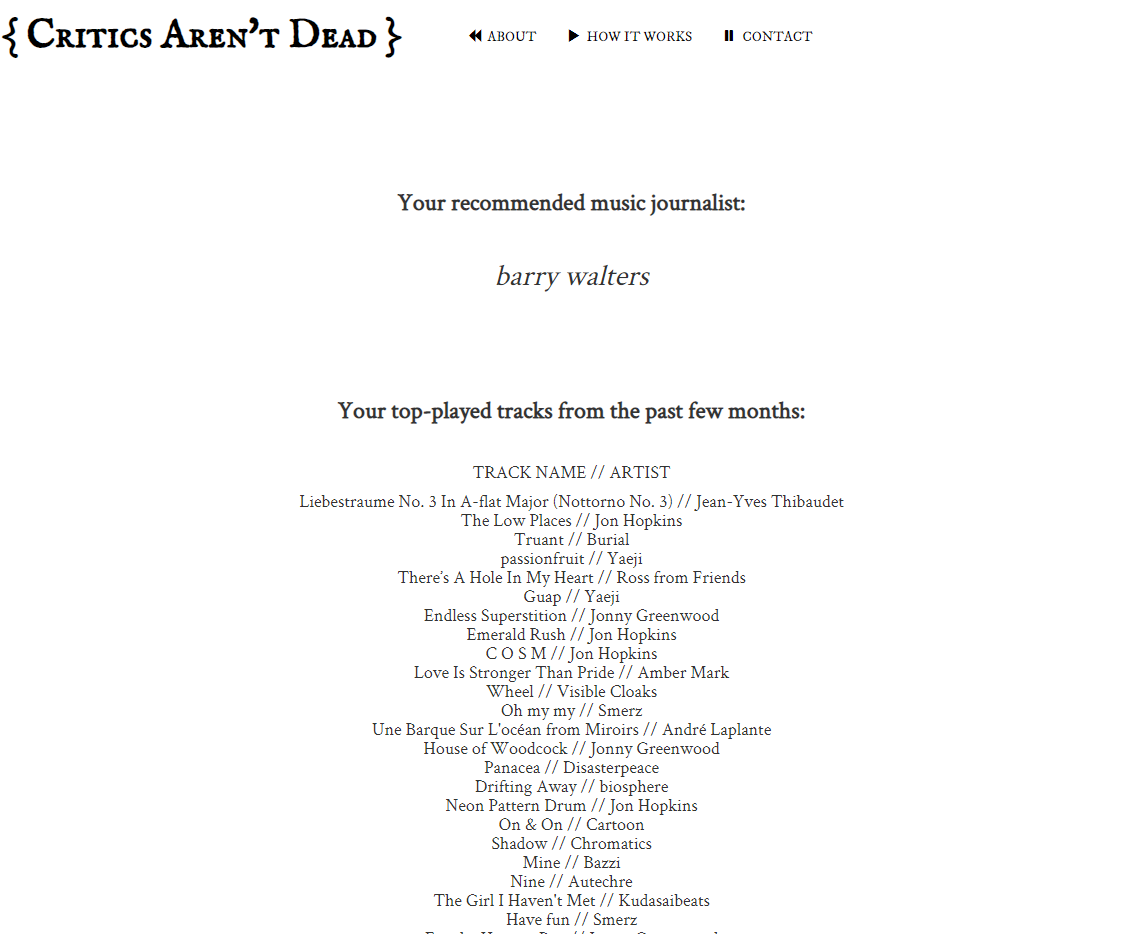 { Critics Aren't Dead }
ABOUT
HOW IT WORKS
CONTACT
Your recommended music journalist:
barry walters
Your top-played tracks from the past few months:
TRACK NAME // ARTIST
Liebestraume No. 3 In A-flat Major (Nottorno No. 3) // Jean-Yves Thibaudet
The Low Places // Jon Hopkins
Truant // Burial
passionfruit // Yaeji
There's A Hole In My Heart // Ross from Friends
Guap // Yaeji
Endless Superstition // Jonny Greenwood
Emerald Rush // Jon Hopkins
C O S M // Jon Hopkins
Love Is Stronger Than Pride // Amber Mark
Wheel // Visible Cloaks
Oh my my // Smerz
Une Barque Sur L'océan from Miroirs // André Laplante
House of Woodcock // Jonny Greenwood
Panacea // Disasterpeace
Drifting Away // biosphere
Neon Pattern Drum // Jon Hopkins
On & On // Cartoon
Shadow // Chromatics
Mine // Bazzi
Nine // Autechre
The Girl I Haven't Met // Kudasaibeats
Have fun // Smerz